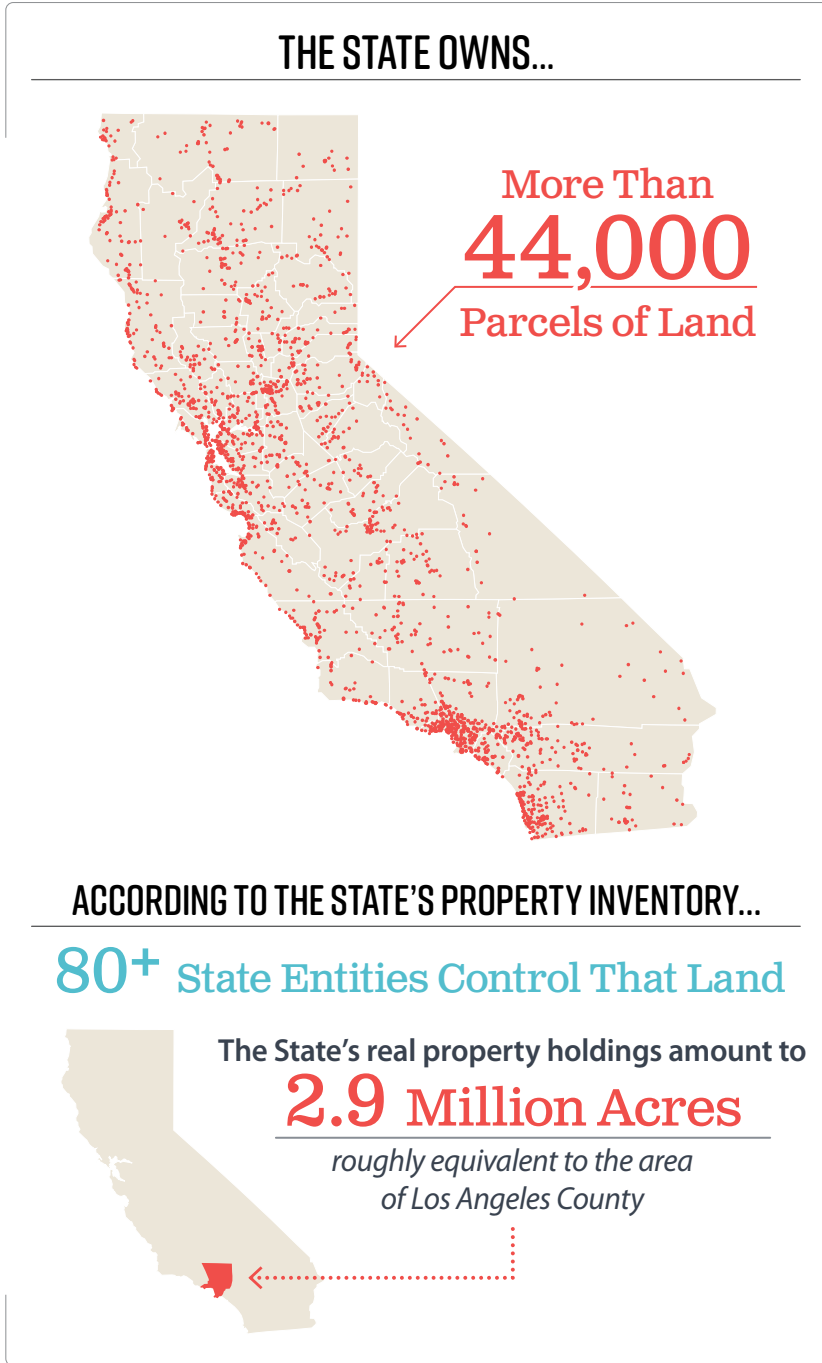 THE STATE OWNS...
More Than
44,000
Parcels of Land
ACCORDING TO THE STATE’S PROPERTY INVENTORY...
80+ State Entities Control That Land
The State’s real property holdings amount to
2.9 Million Acres
roughly equivalent to the area
of Los Angeles County